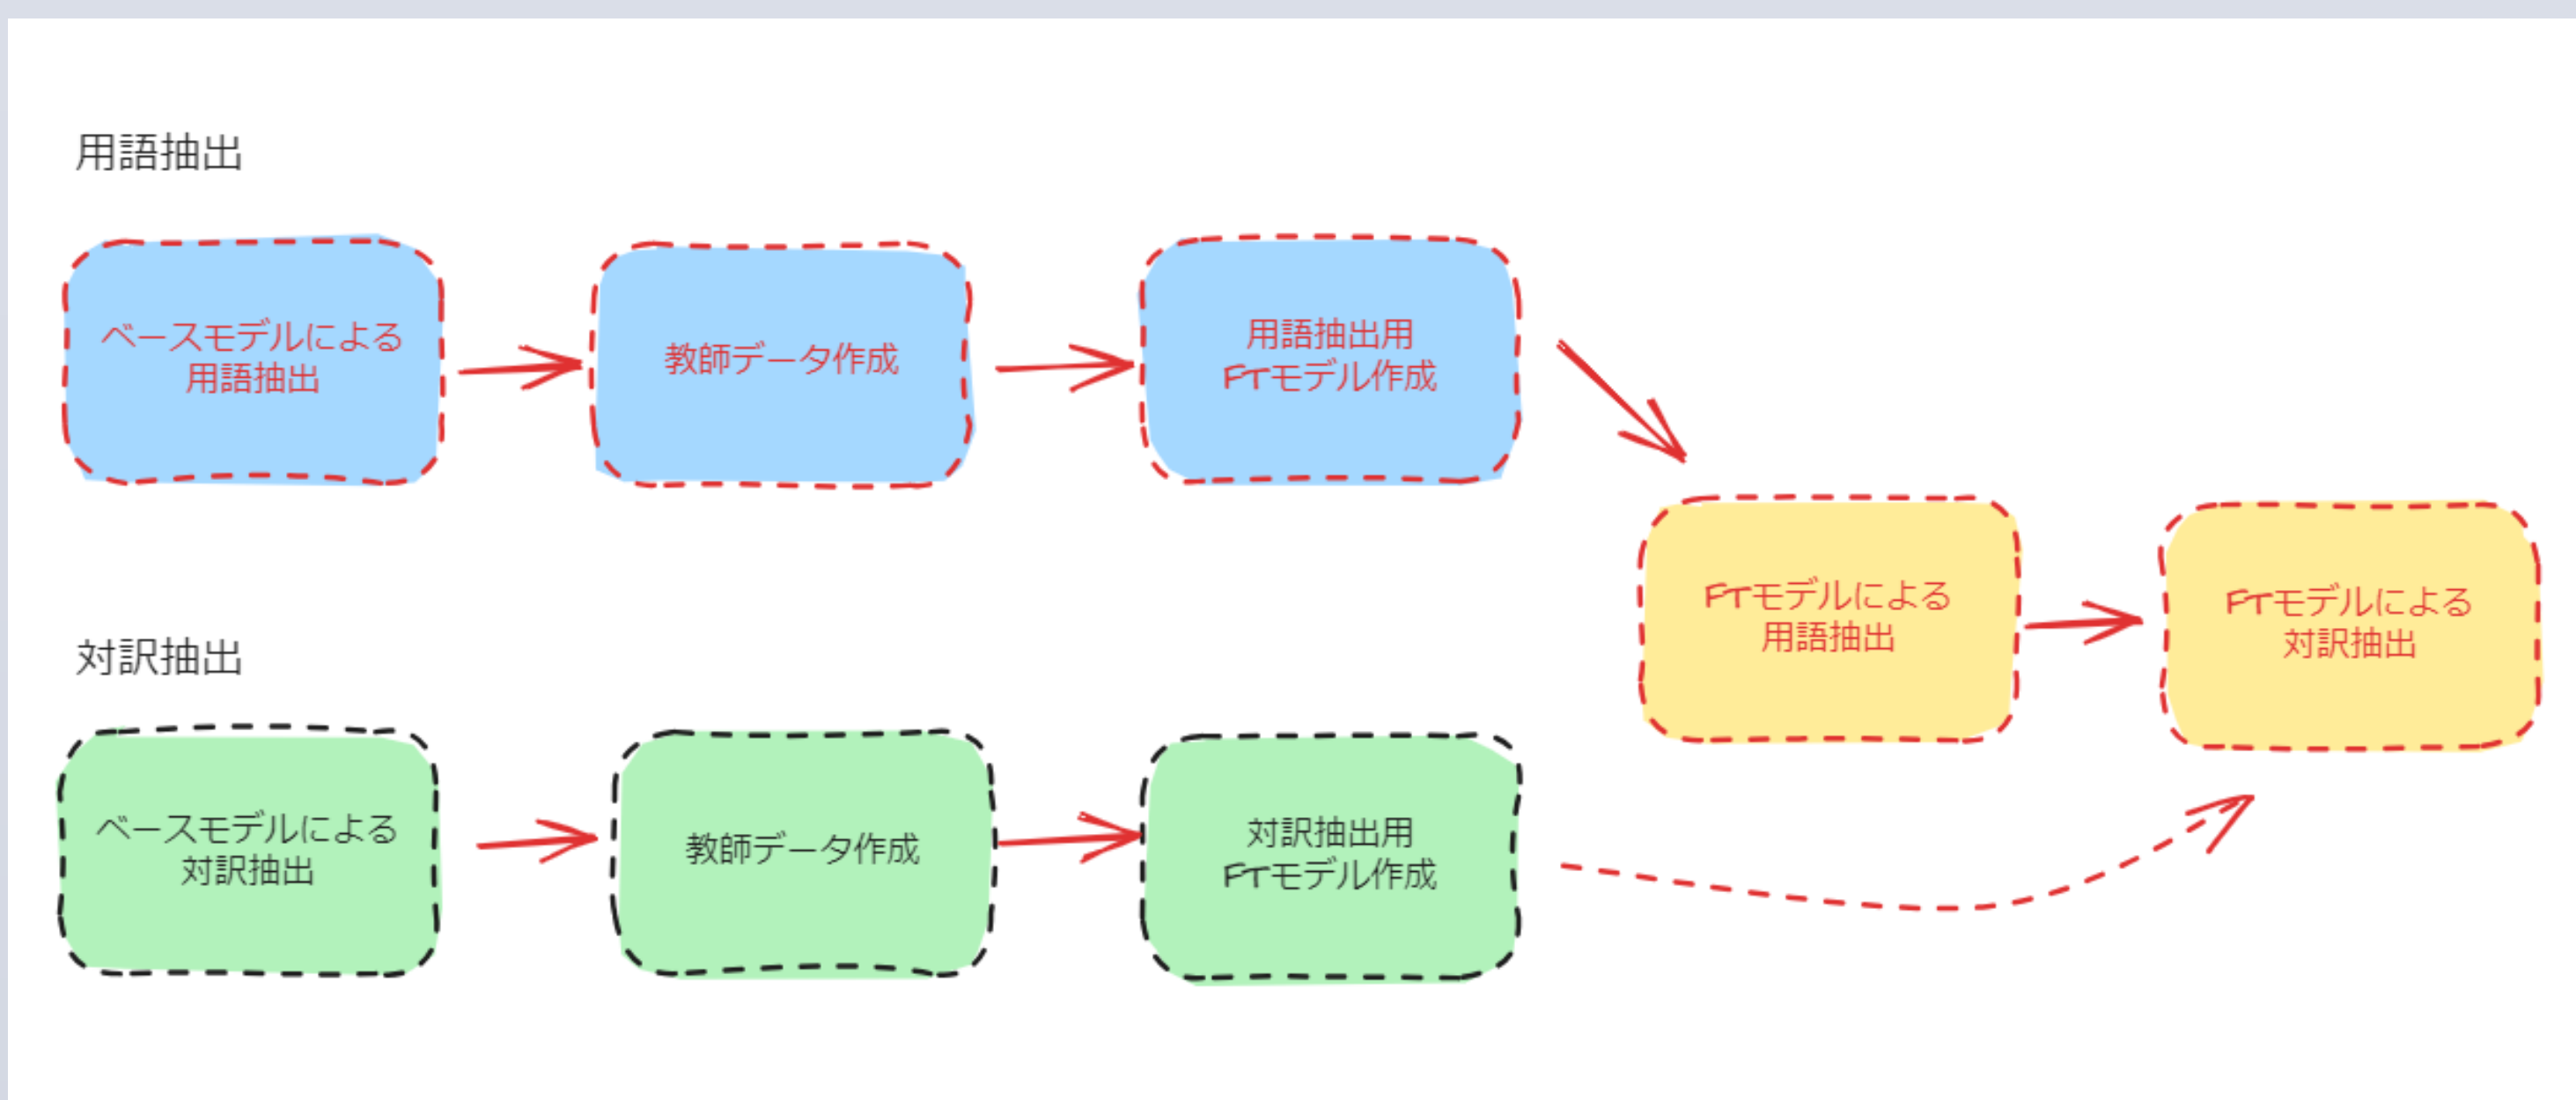 用語抽出
ベースモデルによる
用語抽出
教師データ作成
用語抽出用
FTモデル作成
FTモデルによる
用語抽出
FTモデルによる
対訳抽出
対訳抽出
ベースモデルによる
対訳抽出
教師データ作成
対訳抽出用
FTモデル作成